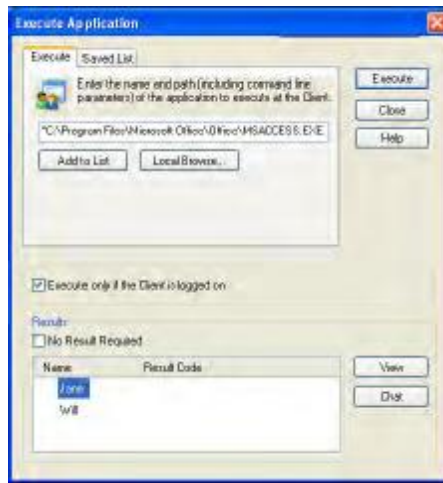 Execute Application
Execute Saved List
Enter the name and path (including command line
parameters) of the application to execute at the Client.
"C:\Program Files\Microsoft Office\Office\MSACCESS.EXE
Add to List Local Browse...
Execute
Close
Help
Execute only if the Client is logged on
Results
No Result Required
Name Result Code
Jane
Will
View
Chat